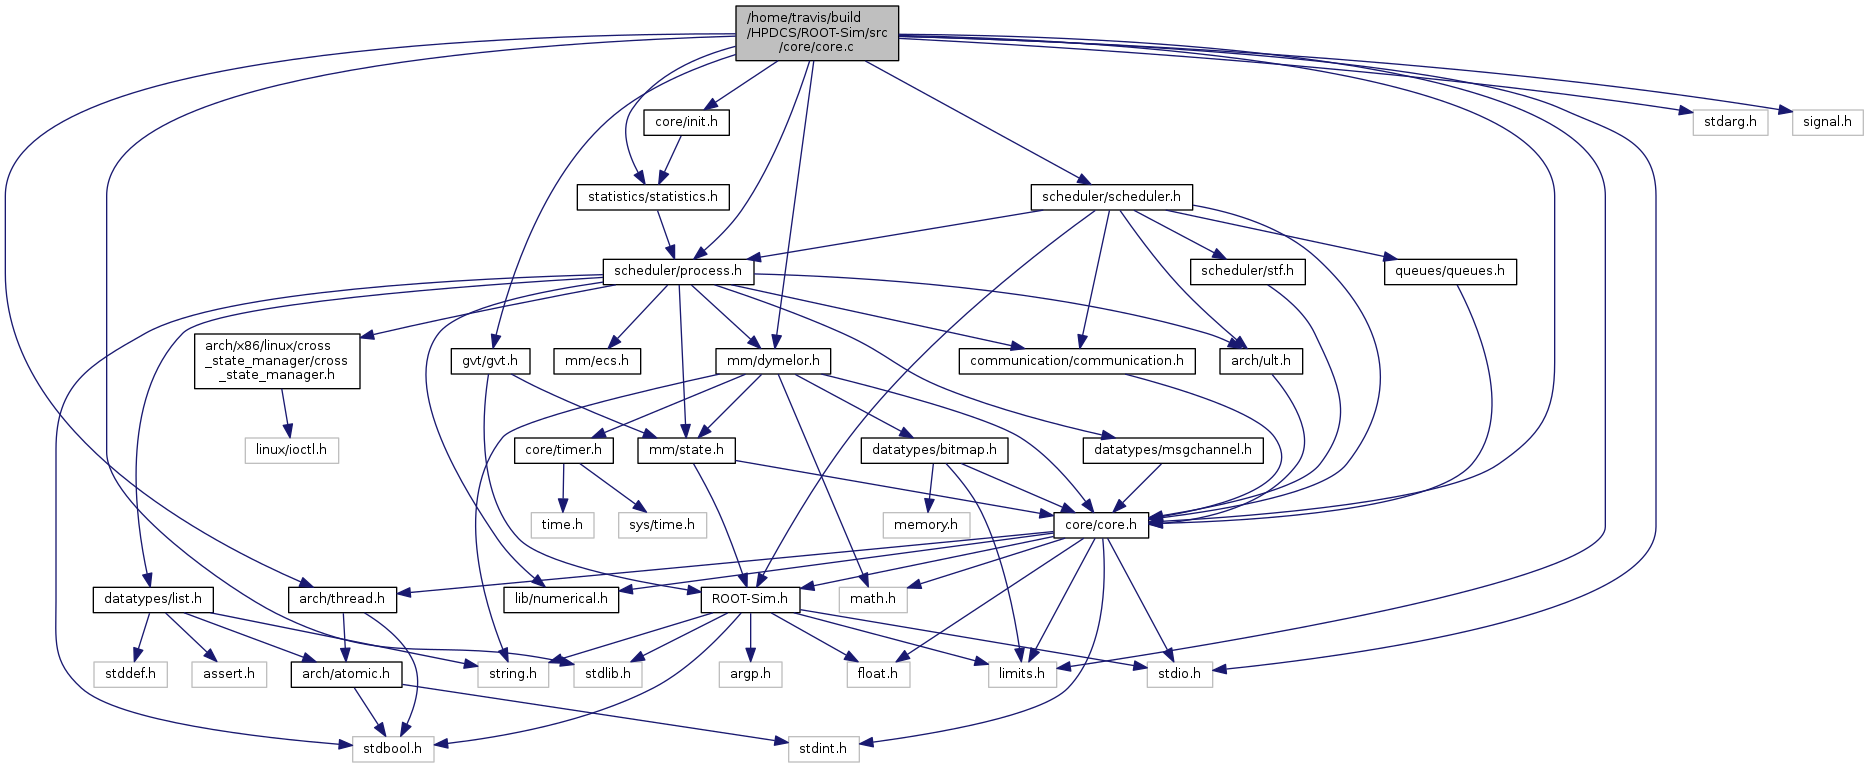 /home/travis/build
/HPDCS/ROOT-Sim/src
/core/core.c
core/init.h
stdarg.h
signal.h
statistics/statistics.h
scheduler/scheduler.h
scheduler/process.h
scheduler/stf.h
queues/queues.h
arch/x86/linux/cross
_state_manager/cross
_state_manager.h
gvt/gvt.h
mm/ecs.h
mm/dymelor.h
communication/communication.h
arch/ult.h
linux/ioctl.h
core/timer.h
mm/state.h
datatypes/bitmap.h
datatypes/msgchannel.h
time.h
sys/time.h
memory.h
core/core.h
datatypes/list.h
arch/thread.h
lib/numerical.h
ROOT-Sim.h
math.h
stddef.h
assert.h
arch/atomic.h
string.h
stdlib.h
argp.h
float.h
limits.h
stdio.h
stdbool.h
stdint.h